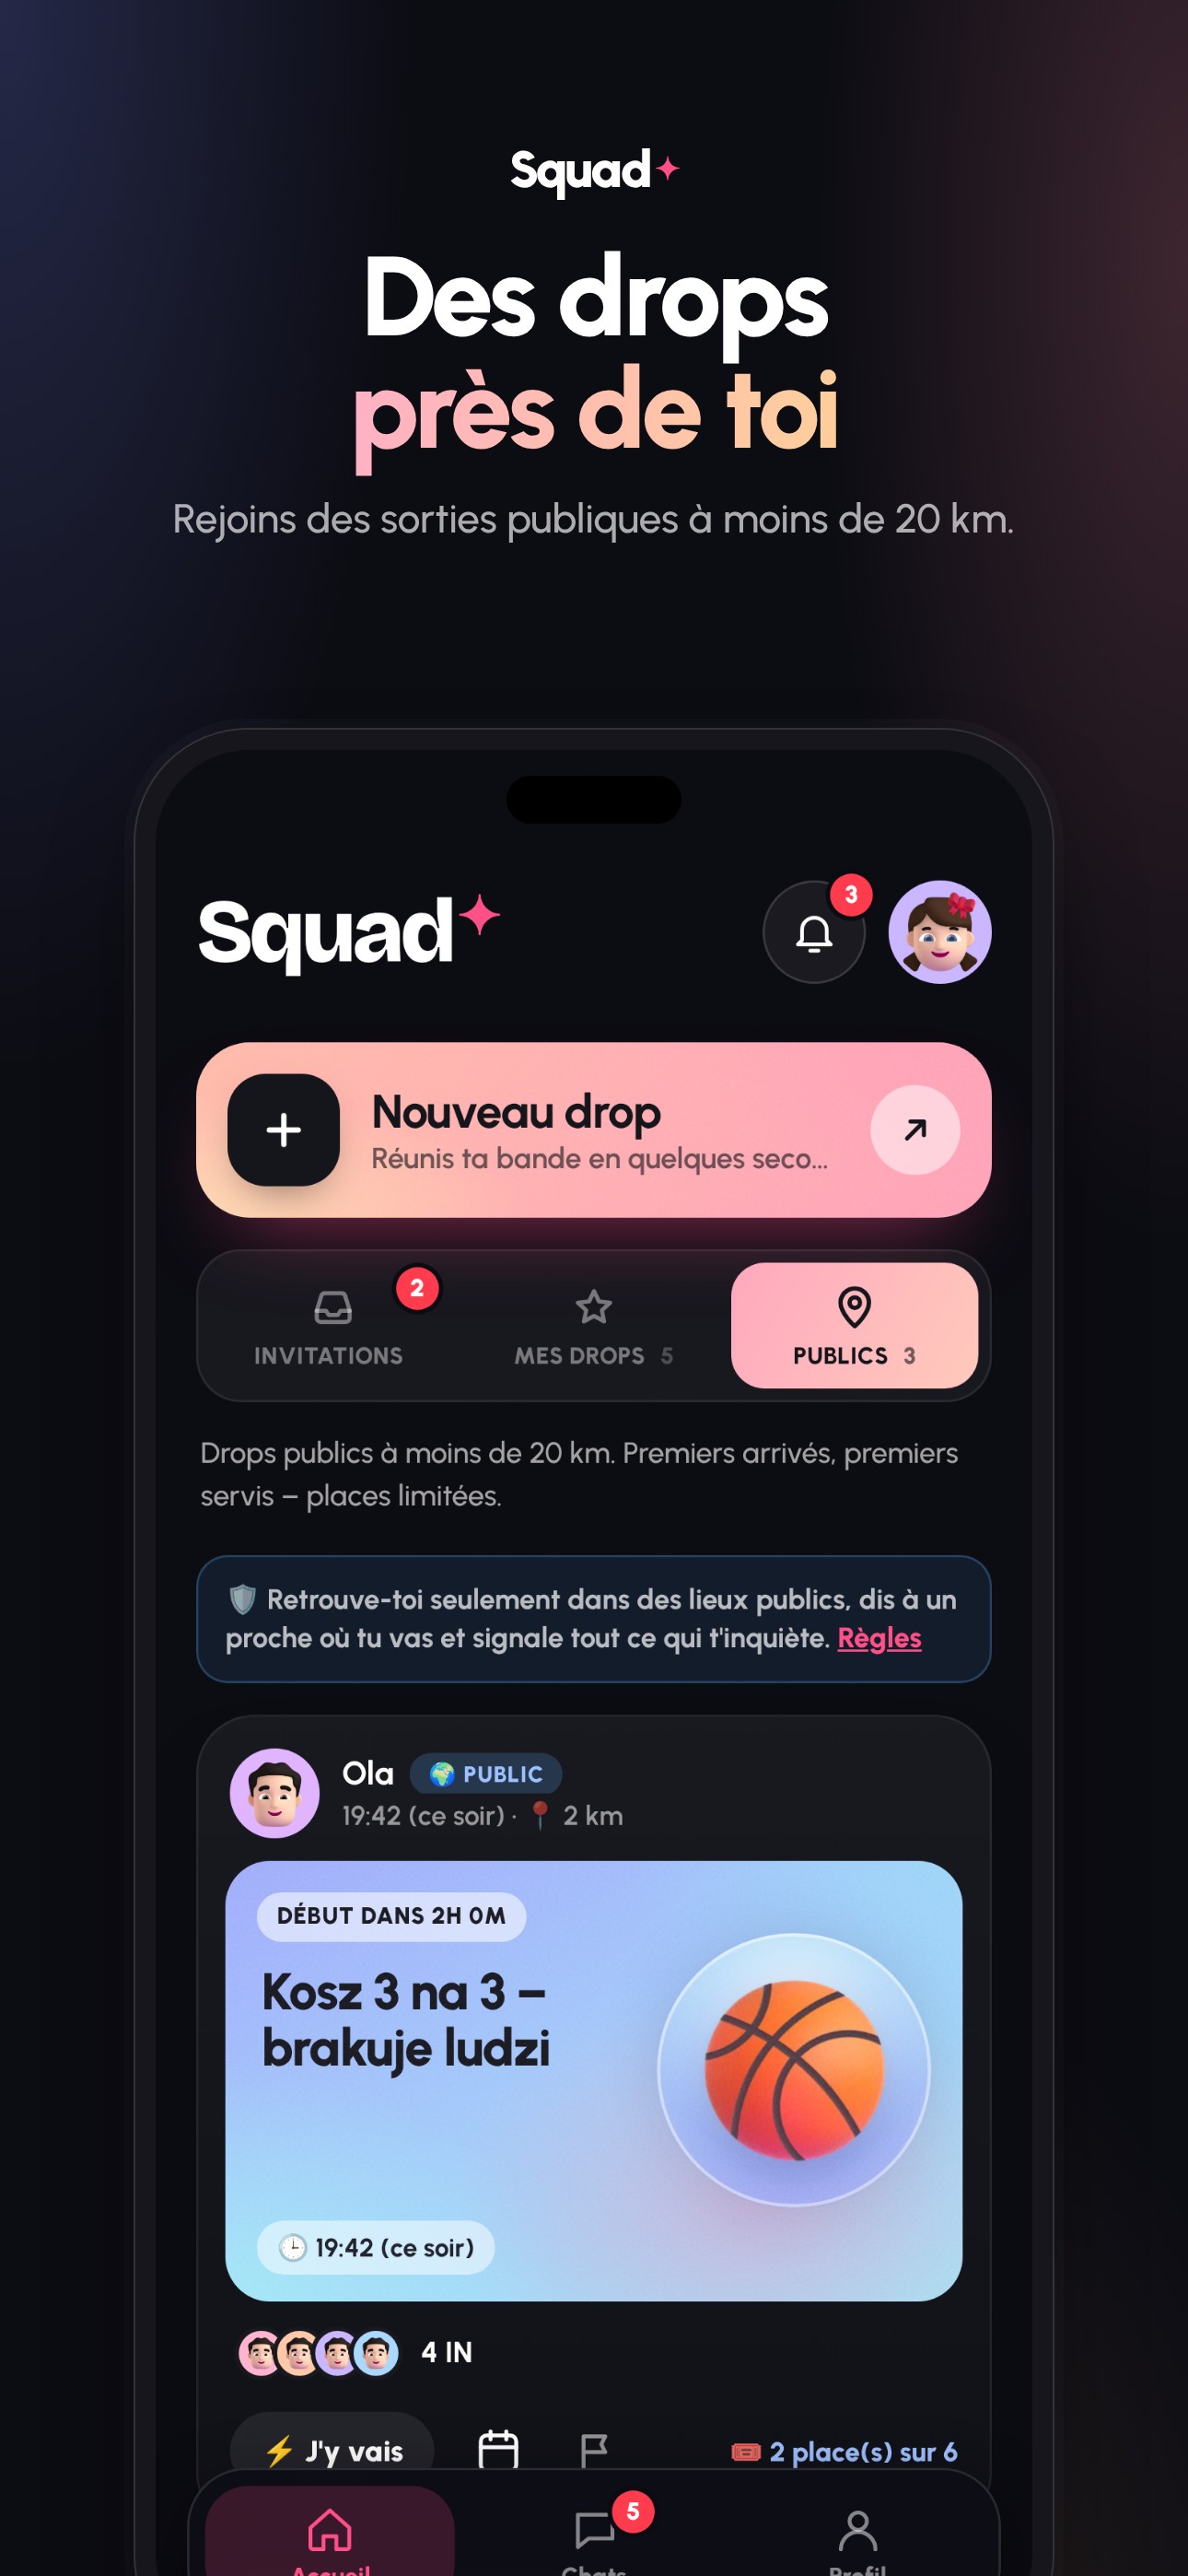 Squad
Des drops
près de toi
Rejoins des sorties publiques à moins de 20 km.
Squad
3
Nouveau drop
Réunis ta bande en quelques seco...
2
INVITATIONS
MES DROPS 5
PUBLICS 3
Drops publics à moins de 20 km. Premiers arrivés, premiers
servis – places limitées.
🛡️ Retrouve-toi seulement dans des lieux publics, dis à un
proche où tu vas et signale tout ce qui t'inquiète. Règles
Ola 🌍 PUBLIC
19:42 (ce soir) · 📍 2 km
DÉBUT DANS 2H 0M
Kosz 3 na 3 –
brakuje ludzi
🕒 19:42 (ce soir)
4 IN
⚡ J'y vais
🎟️ 2 place(s) sur 6
5
Accueil
Chats
Profil